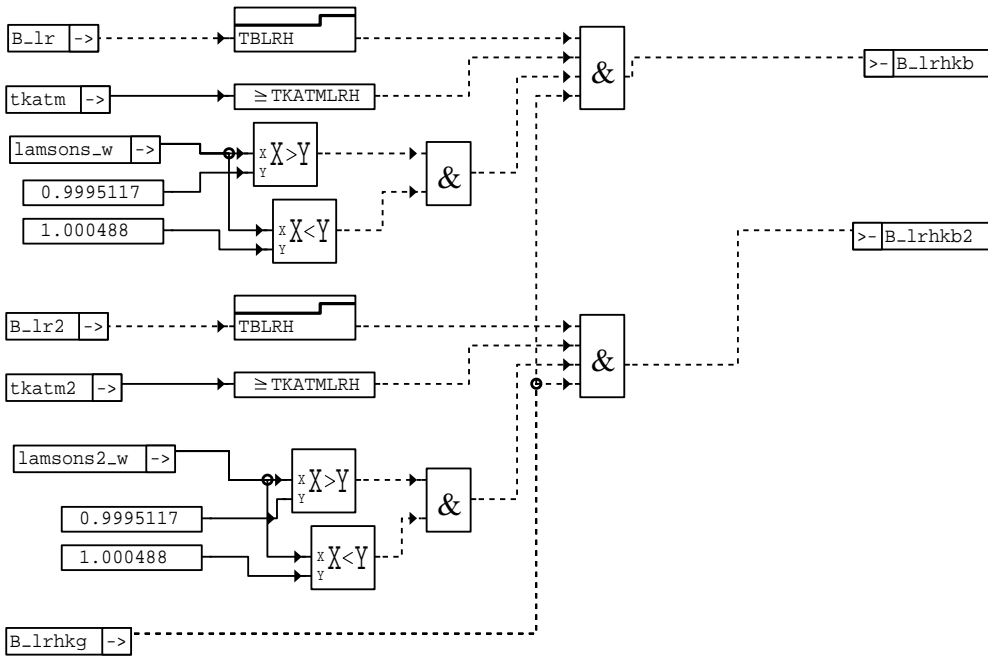 B_lr ->
TBLRH
&
>- B_lrhkb
tkatm ->
≥TKATMLRH
lamsons_w ->
X X>Y
Y
&
0.9995117
X X<Y
Y
1.000488
>- B_lrhkb2
B_lr2 ->
TBLRH
&
tkatm2 ->
≥TKATMLRH
lamsons2_w ->
X X>Y
Y
&
0.9995117
X X<Y
Y
1.000488
B_lrhkg ->